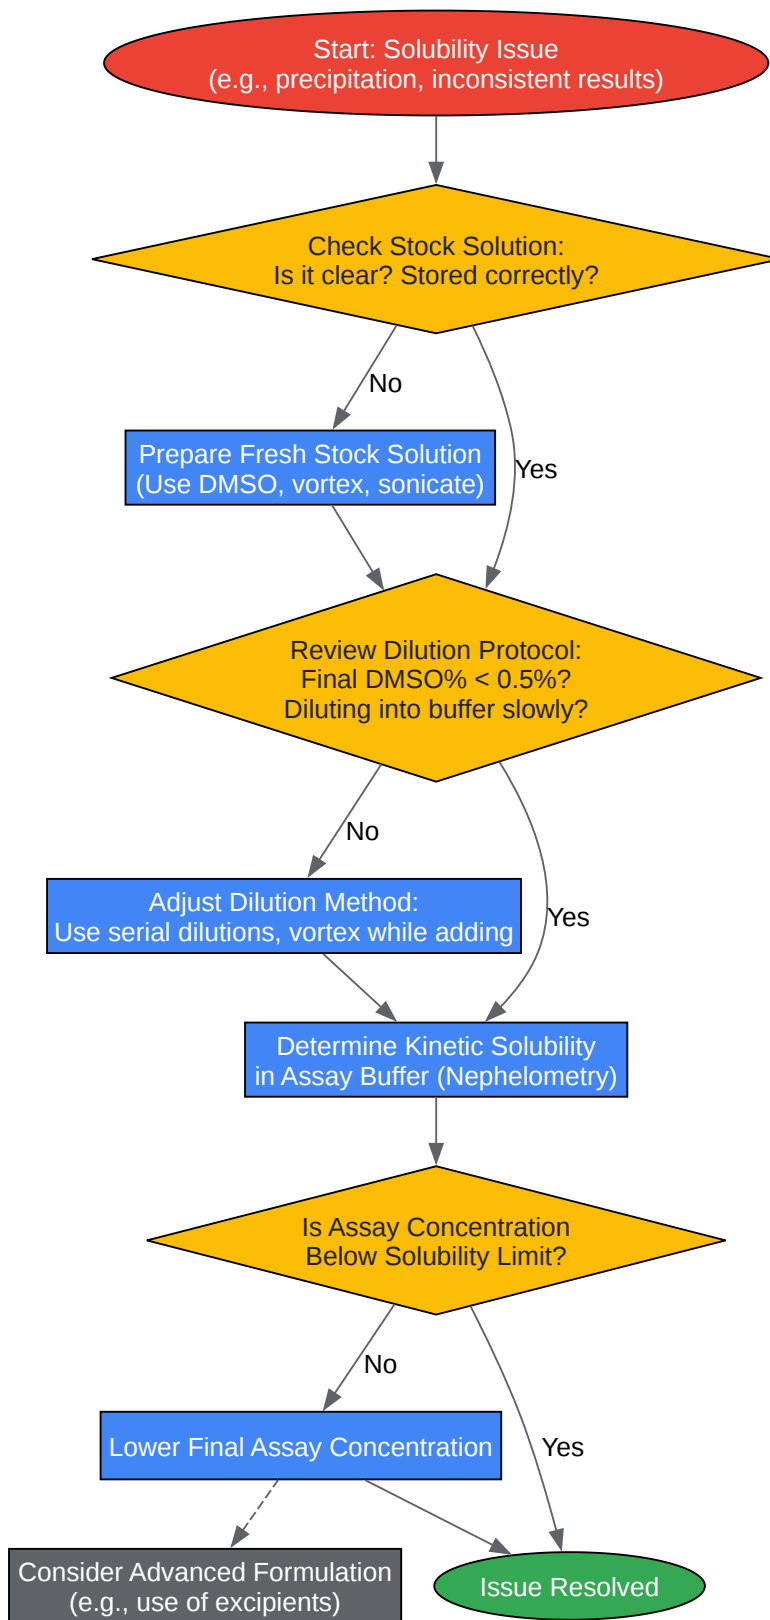 Start: Solubility Issue
(e.g., precipitation, inconsistent results)
Check Stock Solution:
Is it clear? Stored correctly?
No
Prepare Fresh Stock Solution
(Use DMSO, vortex, sonicate)
Yes
Review Dilution Protocol:
Final DMSO% < 0.5%?
Diluting into buffer slowly?
No
Adjust Dilution Method:
Use serial dilutions, vortex while adding
Yes
Determine Kinetic Solubility
in Assay Buffer (Nephelometry)
Is Assay Concentration
Below Solubility Limit?
No
Lower Final Assay Concentration
Yes
Consider Advanced Formulation
(e.g., use of excipients)
Issue Resolved